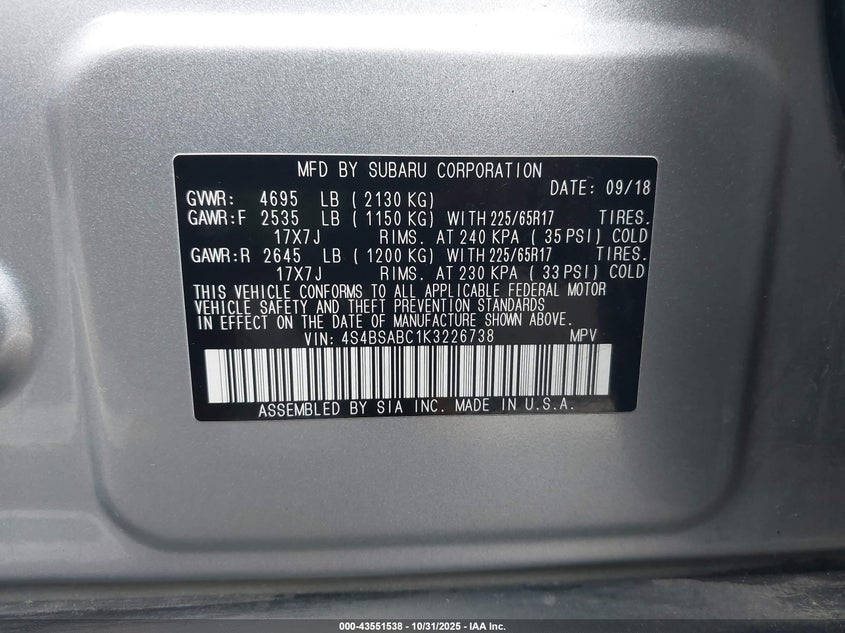 MFD BY SUBARU CORPORATION
DATE: 09/18
GVWR: 4695 LB ( 2130 KG)
GAWR:F 2535 LB ( 1150 KG) WITH 225/65R17 TIRES.
17X7J RIMS. AT 240 KPA ( 35 PSI) COLD
GAWR:R 2645 LB ( 1200 KG) WITH 225/65R17 TIRES.
17X7J RIMS. AT 230 KPA ( 33 PSI) COLD
THIS VEHICLE CONFORMS TO ALL APPLICABLE FEDERAL MOTOR
VEHICLE SAFETY AND THEFT PREVENTION STANDARDS
IN EFFECT ON THE DATE OF MANUFACTURE SHOWN ABOVE.
VIN: 4S4BSABC1K3226738 MPV
ASSEMBLED BY SIA INC. MADE IN U.S.A.
000-43551538 - 10/31/2025 - IAA Inc.